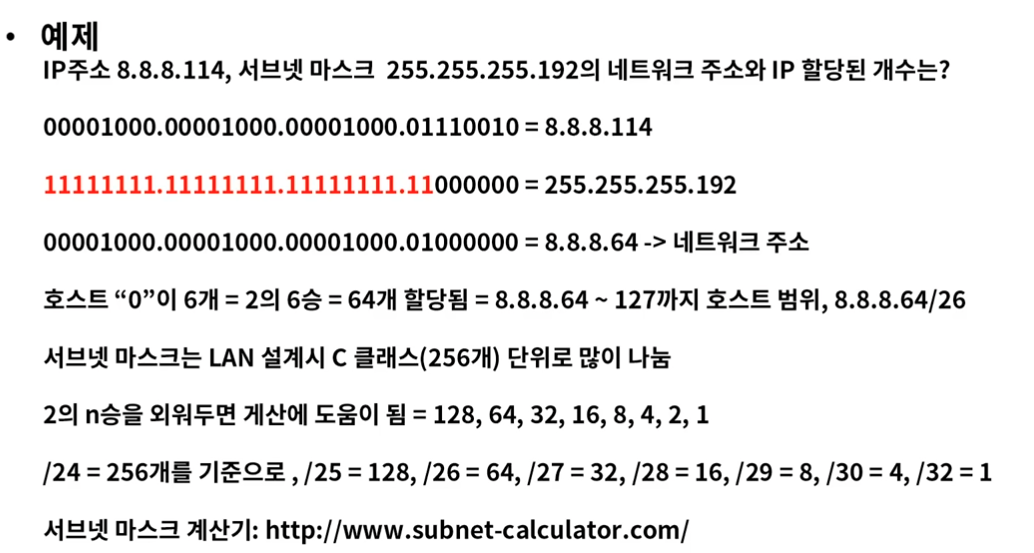 • 예제
IP주소 8.8.8.114, 서브넷 마스크 255.255.255.192의 네트워크 주소와 IP 할당된 개수는?
00001000.00001000.00001000.01110010 = 8.8.8.114
11111111.11111111.11111111.11000000 = 255.255.255.192
00001000.00001000.00001000.01000000 = 8.8.8.64 -> 네트워크 주소
호스트 “0”이 6개 = 2의 6승 = 64개 할당됨 = 8.8.8.64 ~ 127까지 호스트 범위, 8.8.8.64/26
서브넷 마스크는 LAN 설계시 C 클래스(256개) 단위로 많이 나눔
2의 n승을 외워두면 게산에 도움이 됨 = 128, 64, 32, 16, 8, 4, 2, 1
/24 = 256개를 기준으로 , /25 = 128, /26 = 64, /27 = 32, /28 = 16, /29 = 8, /30 = 4, /32 = 1
서브넷 마스크 계산기: http://www.subnet-calculator.com/